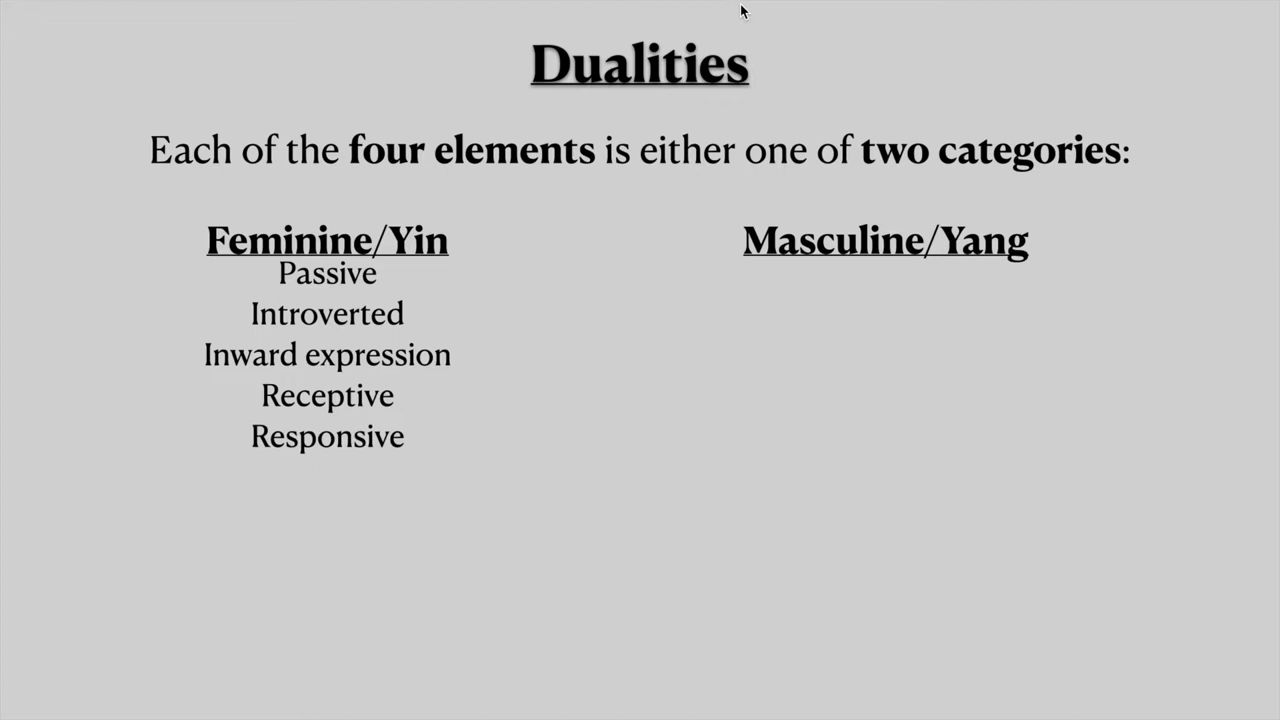 Dualities
Each of the four elements is either one of two categories:
Feminine/Yin
Passive
Introverted
Inward expression
Receptive
Responsive
Masculine/Yang